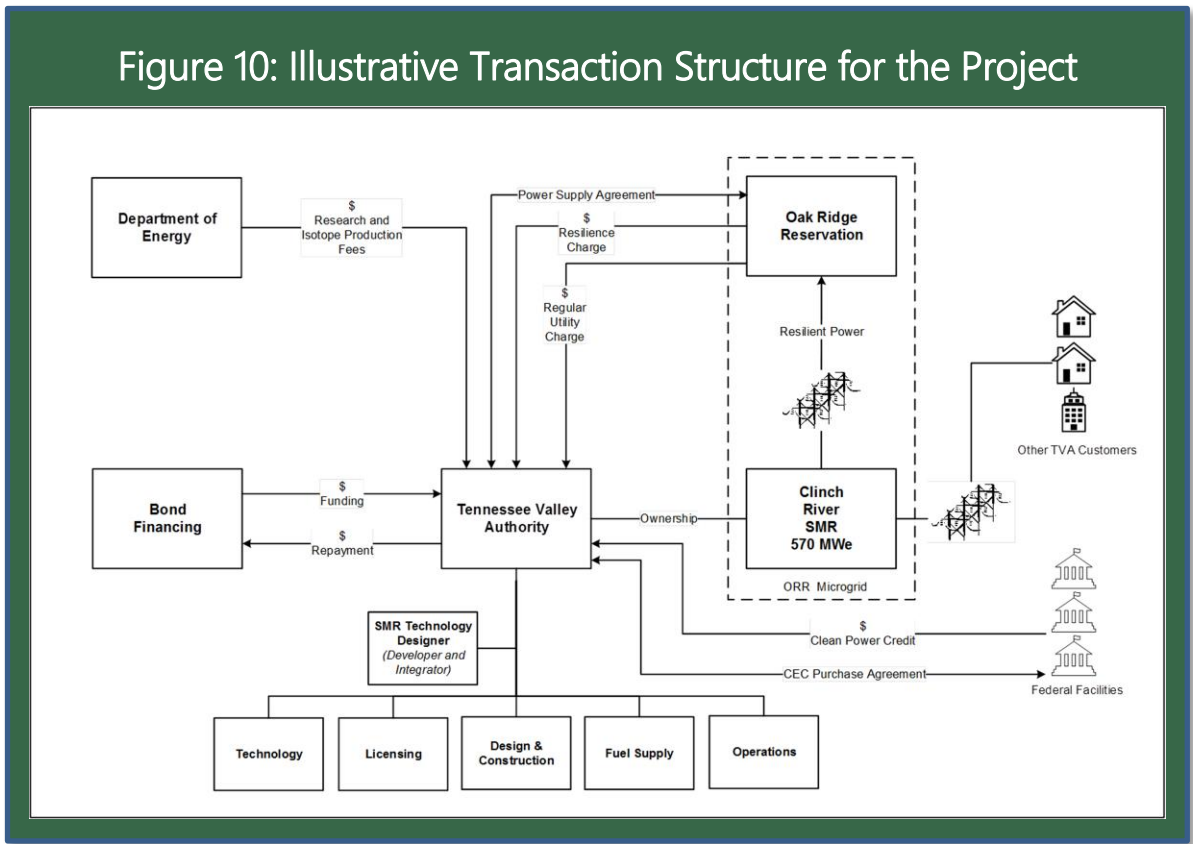 Figure 10: Illustrative Transaction Structure for the Project
Department of
Energy
$
Research and
Isotope Production
Fees
Power Supply Agreement
$
Resilience
Charge
$
Regular
Utility
Charge
Oak Ridge
Reservation
Resilient Power
Other TVA Customers
Bond
Financing
$
Funding
$
Repayment
Tennessee Valley
Authority
Ownership
Clinch
River
SMR
570 MWe
ORR Microgrid
$
Clean Power Credit
CEC Purchase Agreement
Federal Facilities
SMR Technology
Designer
(Developer and
Integrator)
Technology
Licensing
Design &
Construction
Fuel Supply
Operations